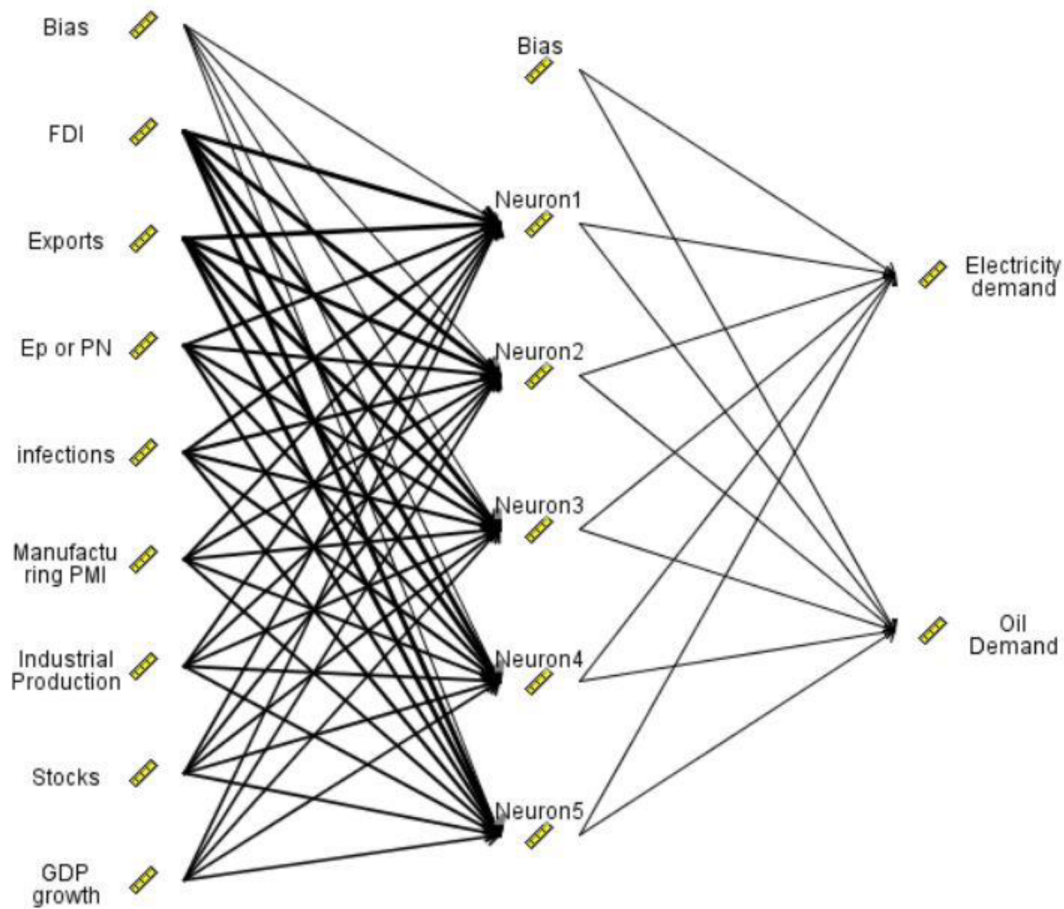 Bias
FDI
Exports
Ep or PN
infections
Manufactu
ring PMI
Industrial
Production
Stocks
GDP
growth
Bias
Neuron1
Neuron2
Neuron3
Neuron4
Neuron5
Electricity
demand
Oil
Demand